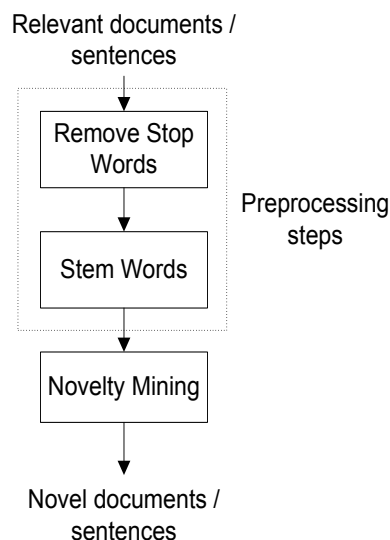 Relevant documents /
sentences
Remove Stop
Words
Preprocessing
steps
Stem Words
Novelty Mining
Novel documents /
sentences